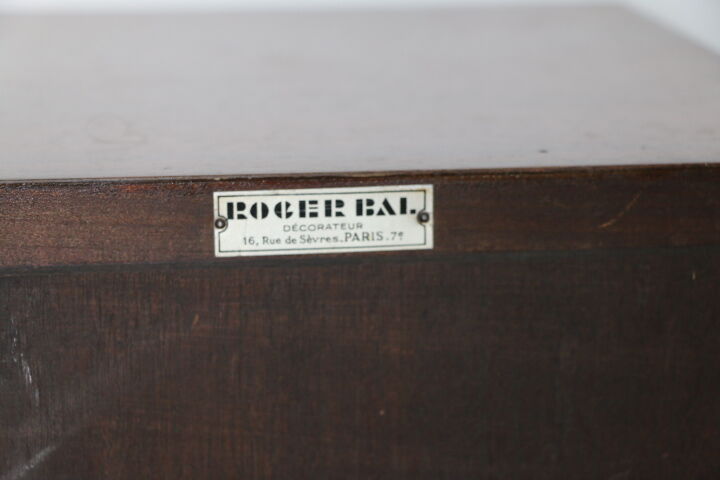 ROGER BAL
DÉCORATEUR
16, Rue de Sèvres. PARIS. 7e